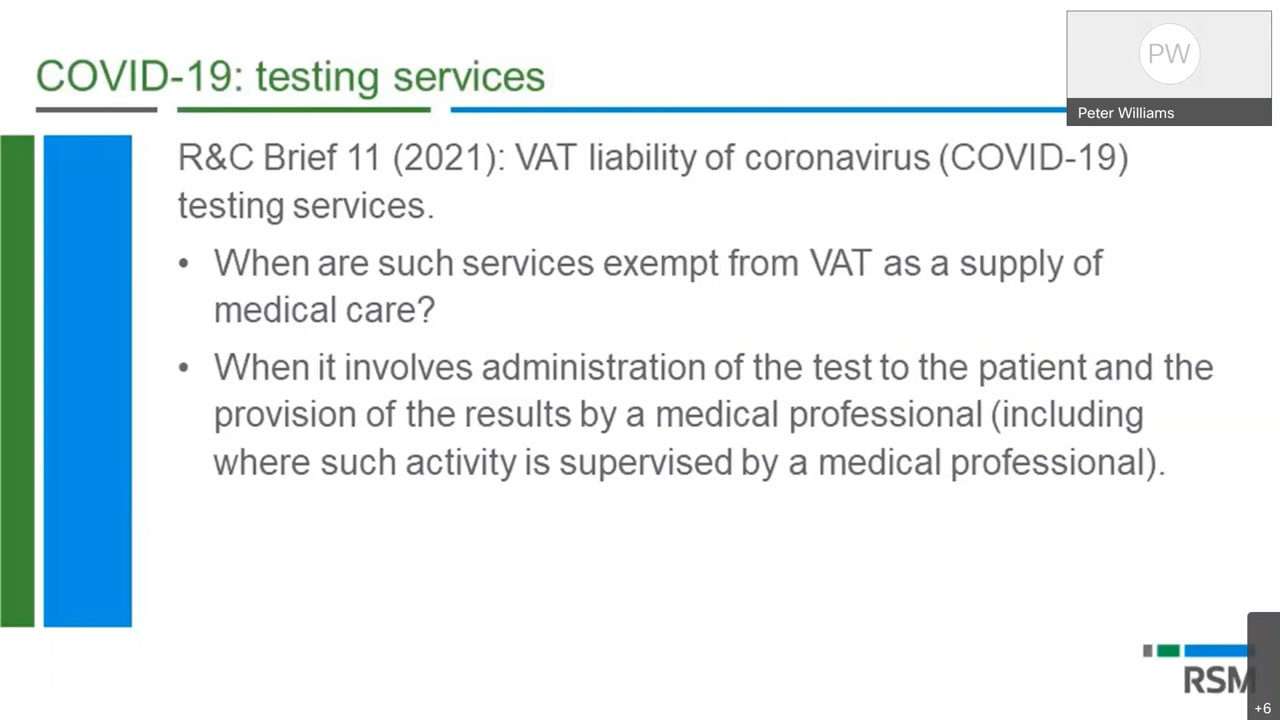 COVID-19: testing services
PW
Peter Williams
R&C Brief 11 (2021): VAT liability of coronavirus (COVID-19)
testing services.
• When are such services exempt from VAT as a supply of
medical care?
• When it involves administration of the test to the patient and the
provision of the results by a medical professional (including
where such activity is supervised by a medical professional).
RSM
+6